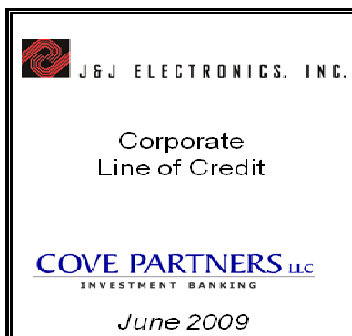 J&J ELECTRONICS, INC.
Corporate
Line of Credit
COVE PARTNERS LLC
INVESTMENT BANKING
June 2009